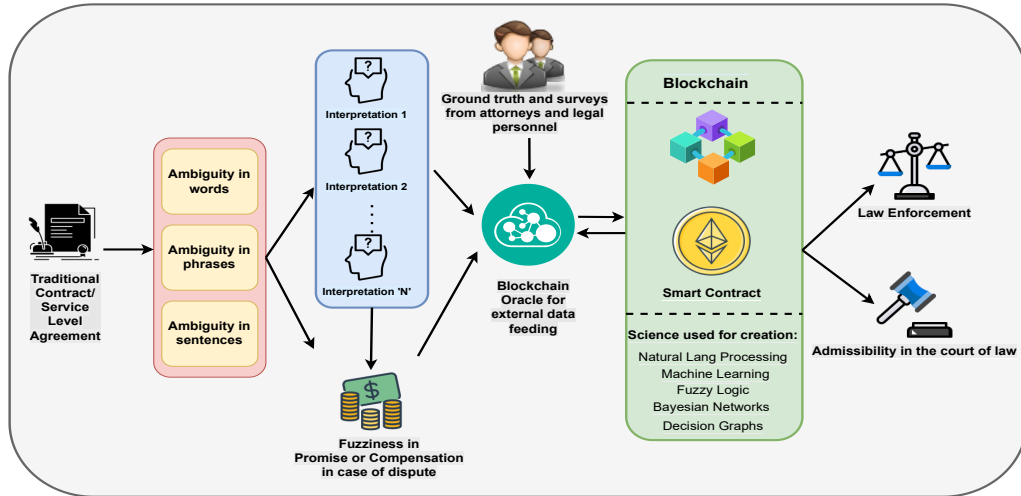 Traditional
Contract/
Service
Level
Agreement
Ambiguity in
words
Ambiguity in
phrases
Ambiguity in
sentences
?
Interpretation 1
?
Interpretation 2
?
Interpretation 'N'
$
Fuzziness in
Promise or Compensation
in case of dispute
Ground truth and surveys
from attorneys and legal
personnel
Blockchain
Oracle for
external data
feeding
Blockchain
Smart Contract
Science used for creation:
Natural Lang Processing
Machine Learning
Fuzzy Logic
Bayesian Networks
Decision Graphs
Law Enforcement
Admissibility in the court of law